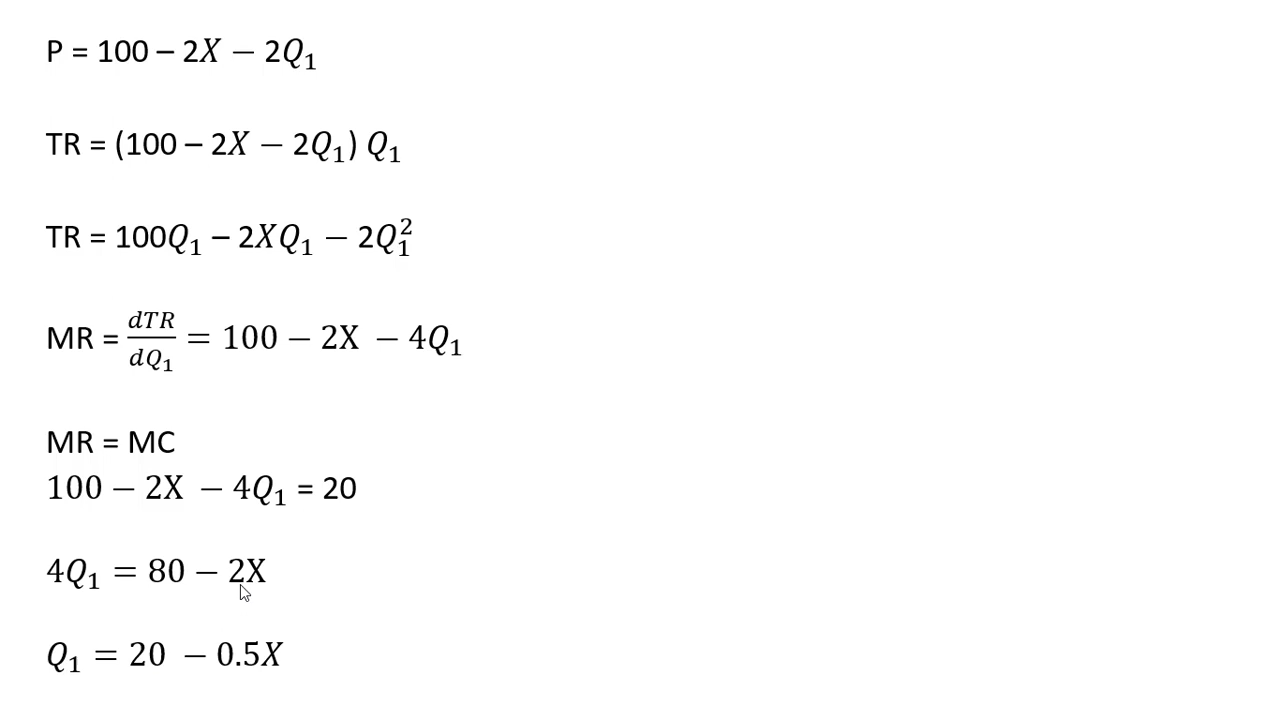 P = 100 – 2X − 2Q₁
TR = (100 – 2X − 2Q₁) Q₁
TR = 100Q₁ – 2XQ₁ − 2Q₁²
MR = dTR/dQ₁ = 100 − 2X − 4Q₁
MR = MC
100 − 2X − 4Q₁ = 20
4Q₁ = 80 − 2X
Q₁ = 20 − 0.5X